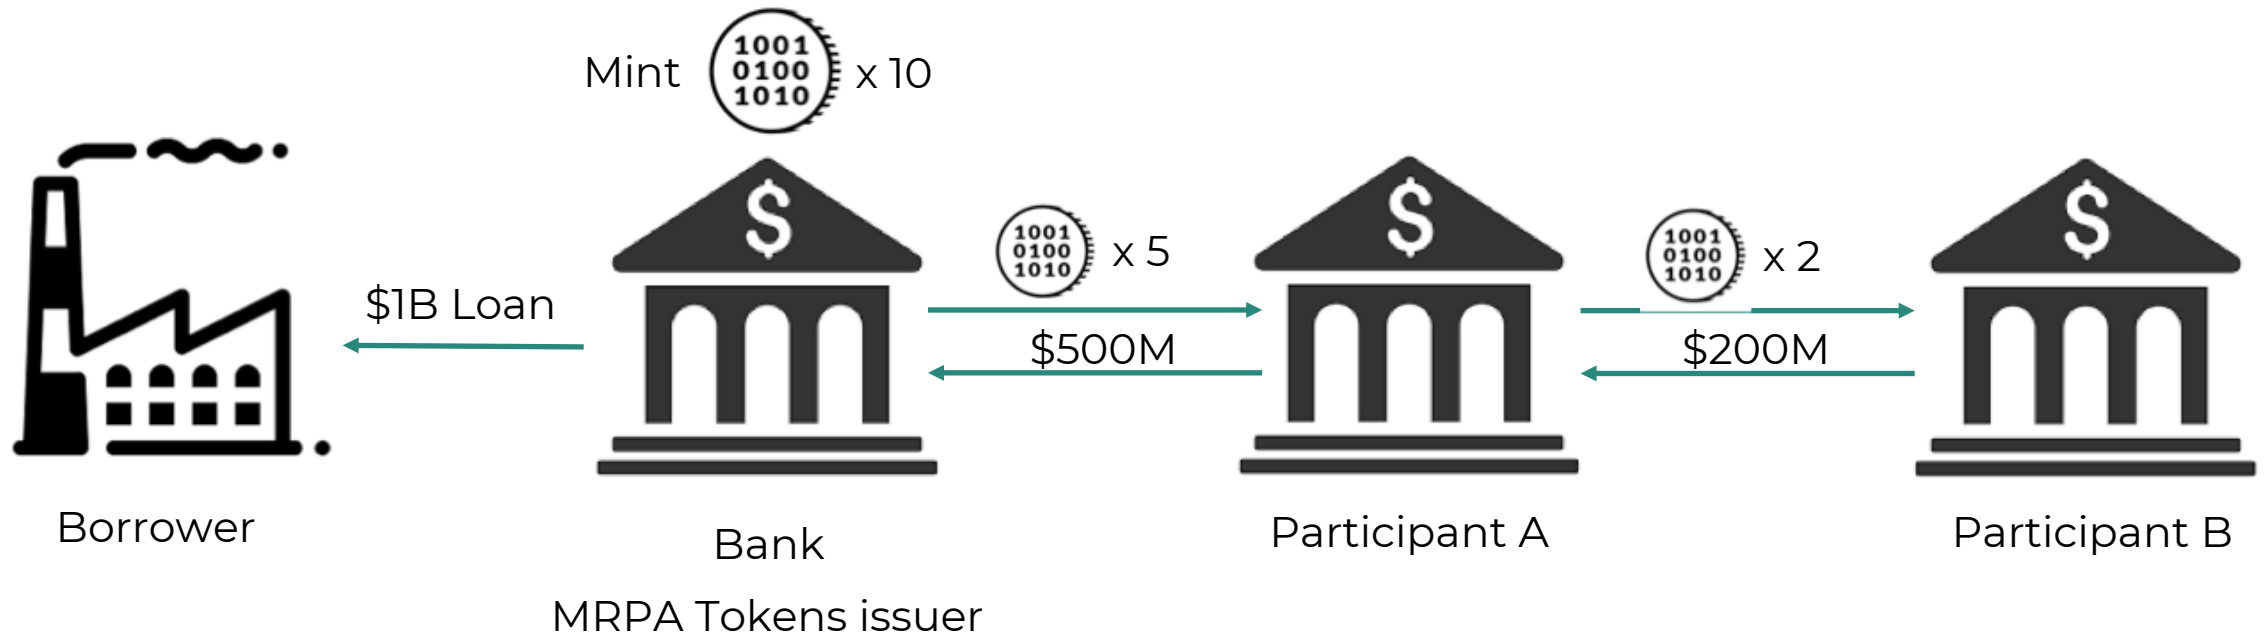 Mint
1001
0100
1010
x 10
$
$
$
1001
0100
1010
x 5
1001
0100
1010
x 2
$1B Loan
$500M
$200M
Borrower
Bank
Participant A
Participant B
MRPA Tokens issuer